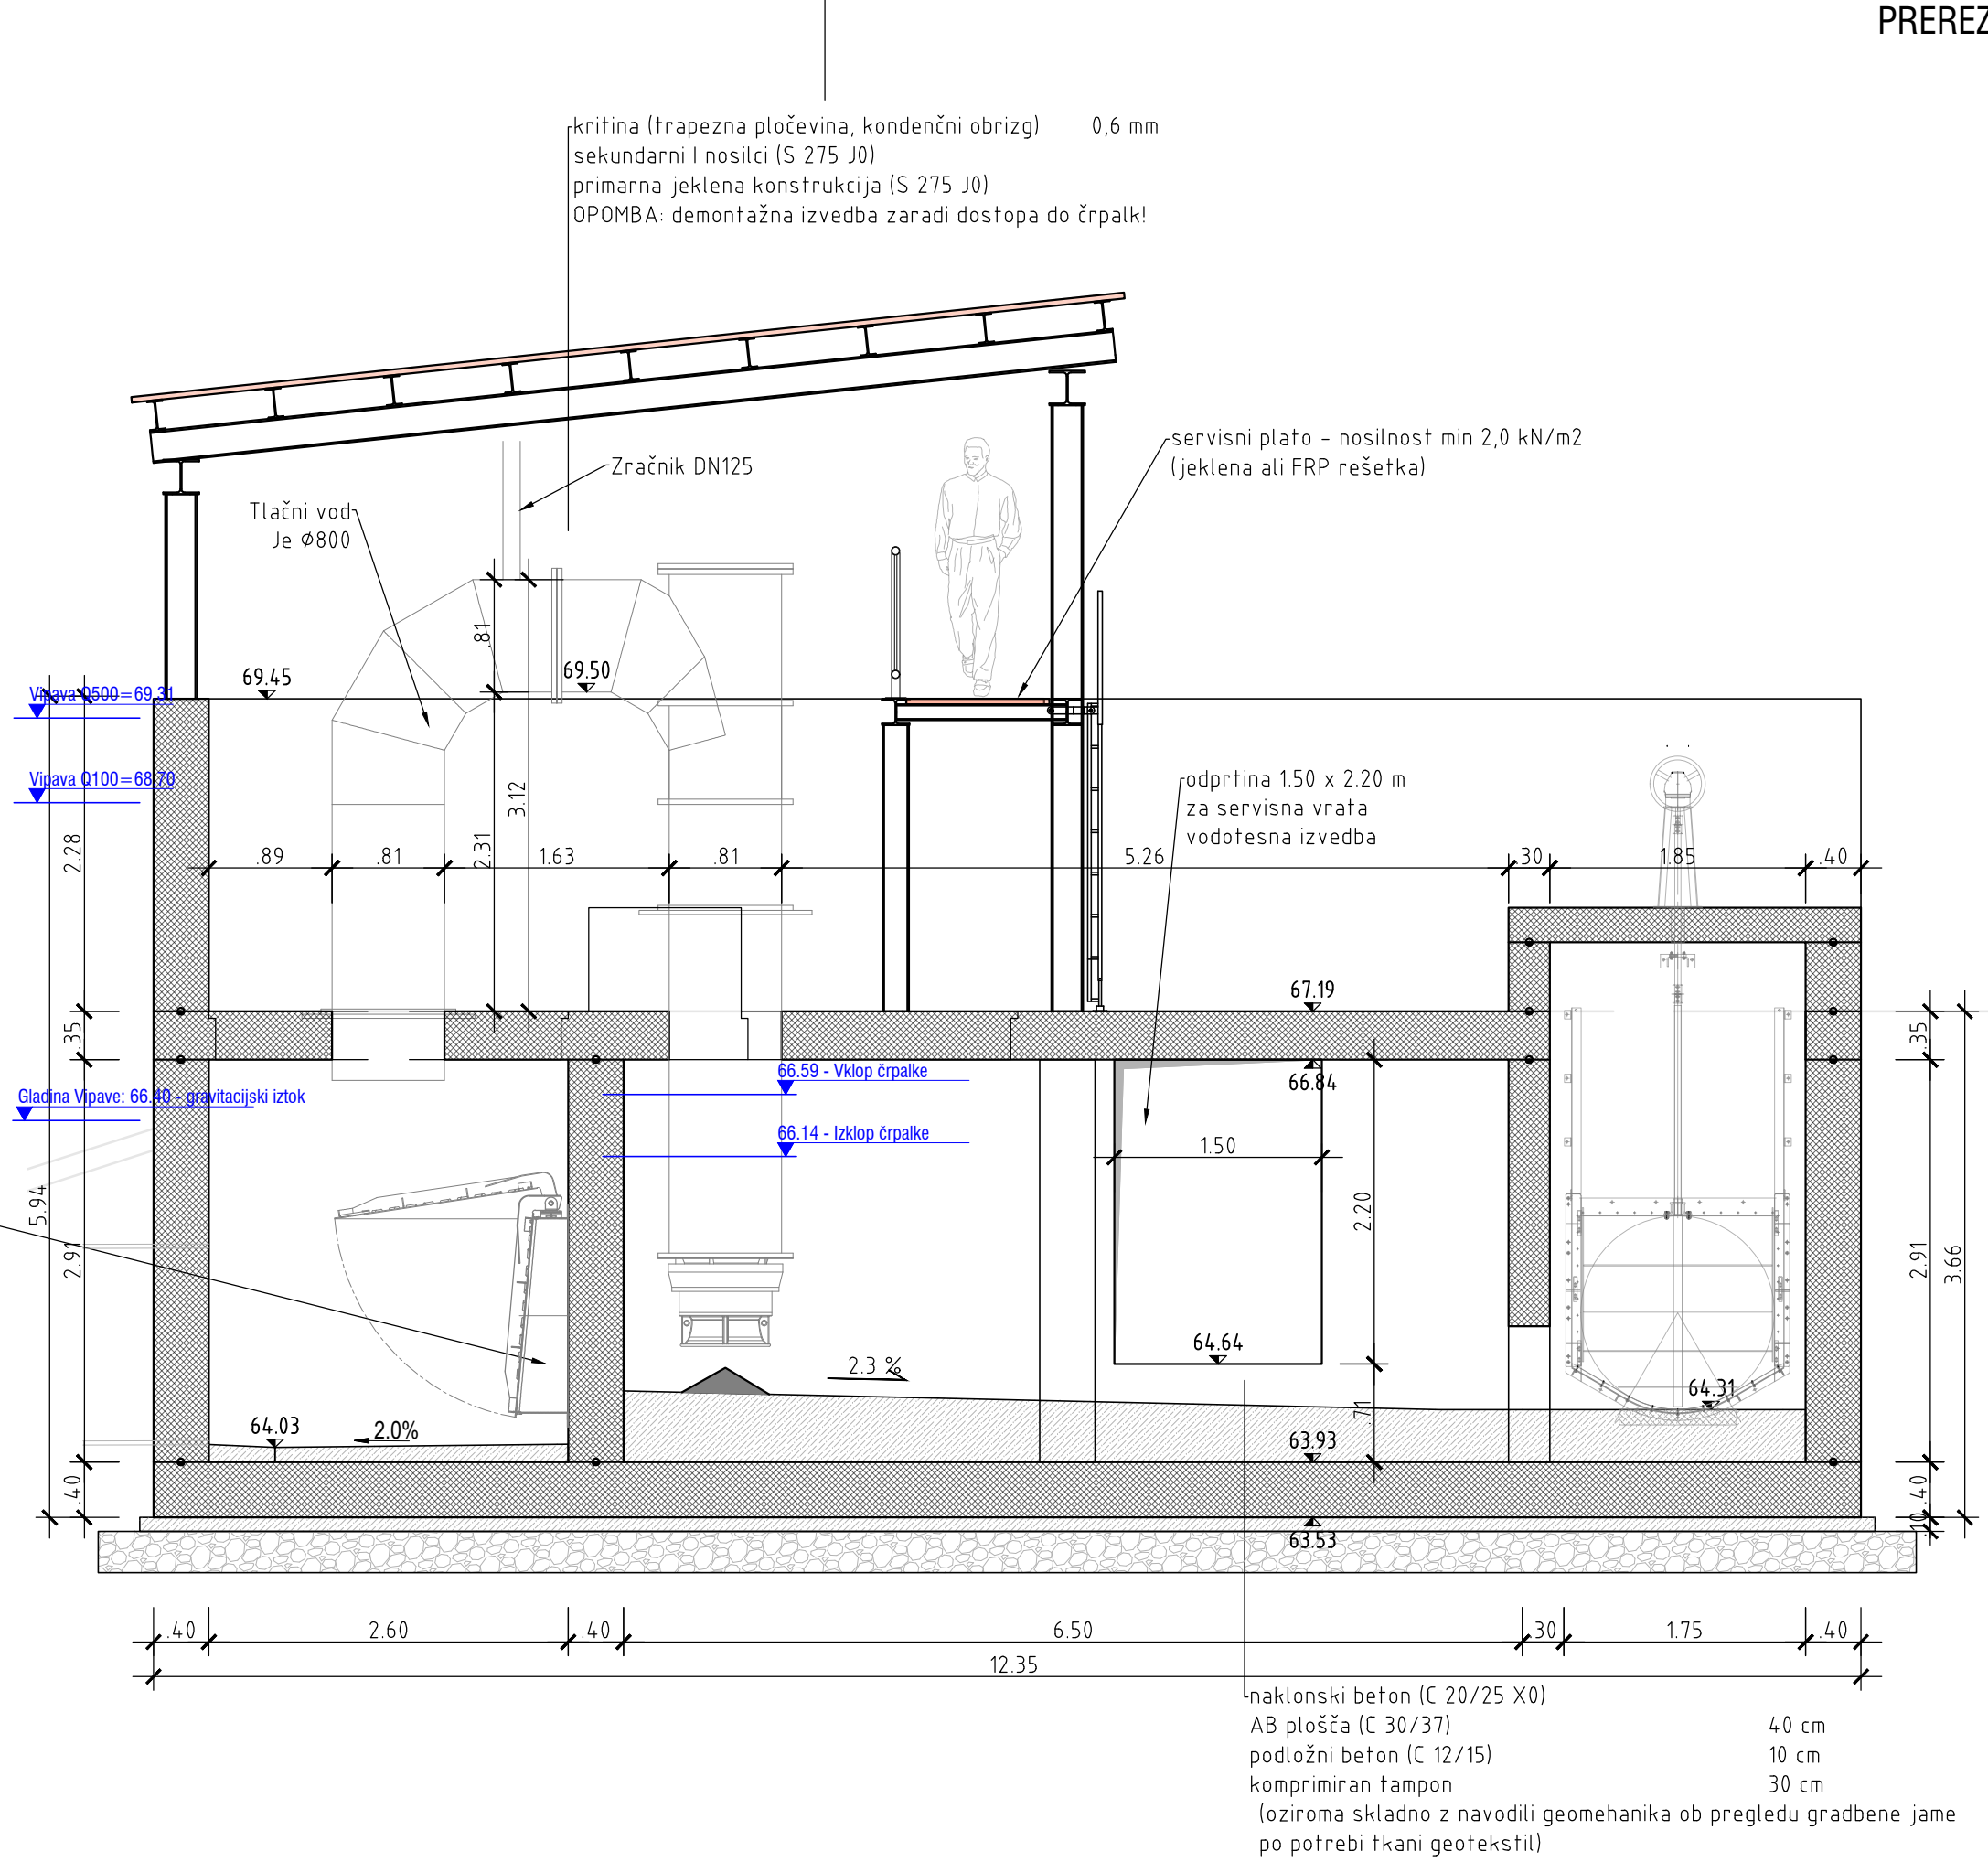 PREREZ
kritina (trapezna pločevina, kondenčni obrizg) 0,6 mm
sekundarni I nosilci (S 275 J0)
primarna jeklena konstrukcija (S 275 J0)
OPOMBA: demontažna izvedba zaradi dostopa do črpalk!
servisni plato - nosilnost min 2,0 kN/m2
(jeklena ali FRP rešetka)
Zračnik DN125
Tlačni vod
Je Ø800
.81
69.45
69.50
Vipava Q500=69.31
Vipava Q100=68.70
odprtina 1.50 x 2.20 m
za servisna vrata
vodotesna izvedba
3.12
2.31
2.28
.89 .81 1.63 .81 5.26 .30 1.85 .40
67.19
.35
.35
66.59 - Vklop črpalke
66.84
Gladina Vipave: 66.40 - gravitacijski iztok
66.14 - Izklop črpalke
1.50
5.94
2.20
2.91
2.91
3.66
64.64
2.3 %
64.31
.71
64.03
2.0%
63.93
.40
.40
.10
63.53
.40 2.60 .40 6.50 .30 1.75 .40
12.35
naklonski beton (C 20/25 X0)
AB plošča (C 30/37) 40 cm
podložni beton (C 12/15) 10 cm
komprimiran tampon 30 cm
(oziroma skladno z navodili geomehanika ob pregledu gradbene jame
po potrebi tkani geotekstil)